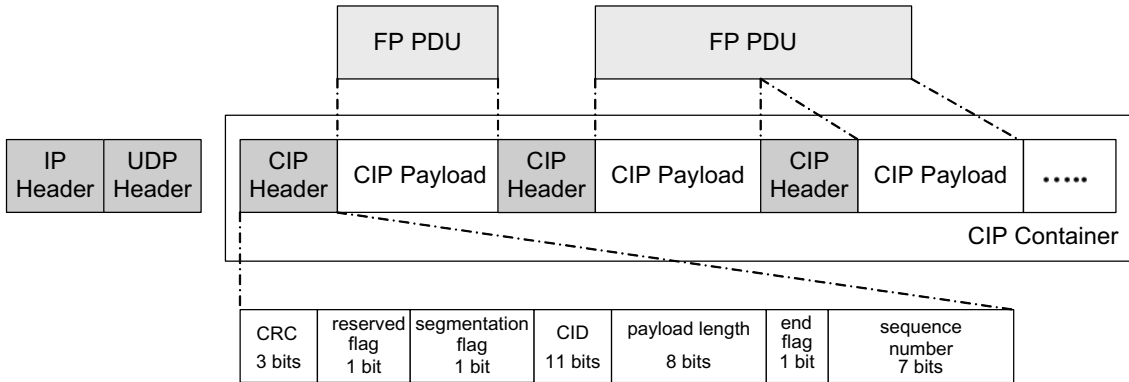 FP PDU
FP PDU
IP
Header
UDP
Header
CIP
Header
CIP Payload
CIP
Header
CIP Payload
CIP
Header
CIP Payload
.....
CIP Container
CRC
3 bits
reserved
flag
1 bit
segmentation
flag
1 bit
CID
11 bits
payload length
8 bits
end
flag
1 bit
sequence
number
7 bits